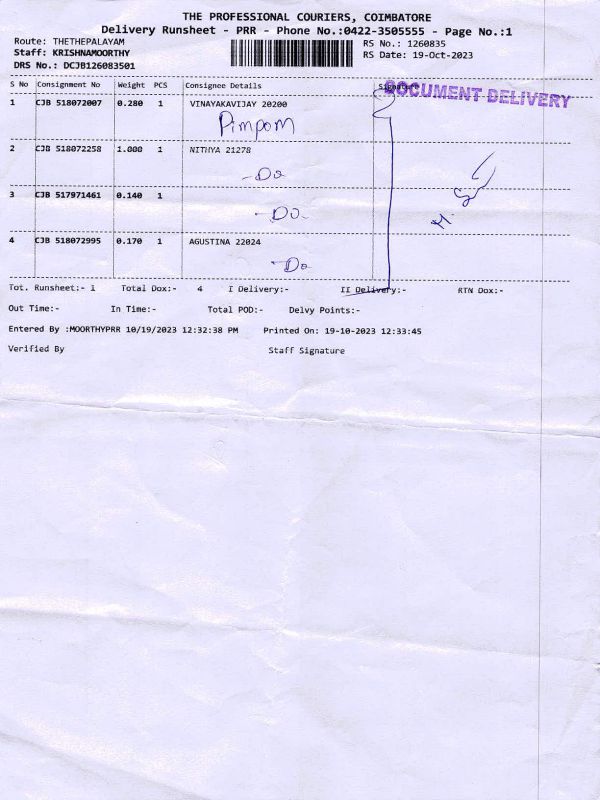 THE PROFESSIONAL COURIERS, COIMBATORE
Delivery Runsheet - PRR - Phone No.:0422-3505555 - Page No.:1
Route: THETHEPALAYAM
Staff: KRISHNAMOORTHY
DRS No.: DCJB126083501
RS No.: 1260835
RS Date: 19-Oct-2023
S No Consignment No Weight PCS Consignee Details Signature
DOCUMENT DELIVERY
1 CJB 518072007 0.280 1 VINAYAKAVIJAY 20200
Pimpom
2 CJB 518072258 1.000 1 NITHYA 21278
-Do
3 CJB 517971461 0.140 1
-Do-
4 CJB 518072995 0.170 1 AGUSTINA 22024
-Do
Tot. Runsheet:- 1 Total Dox:- 4 I Delivery:- II Delivery:- RTN Dox:-
Out Time:- In Time:- Total POD:- Delvy Points:-
Entered By :MOORTHYPRR 10/19/2023 12:32:38 PM Printed On: 19-10-2023 12:33:45
Verified By Staff Signature